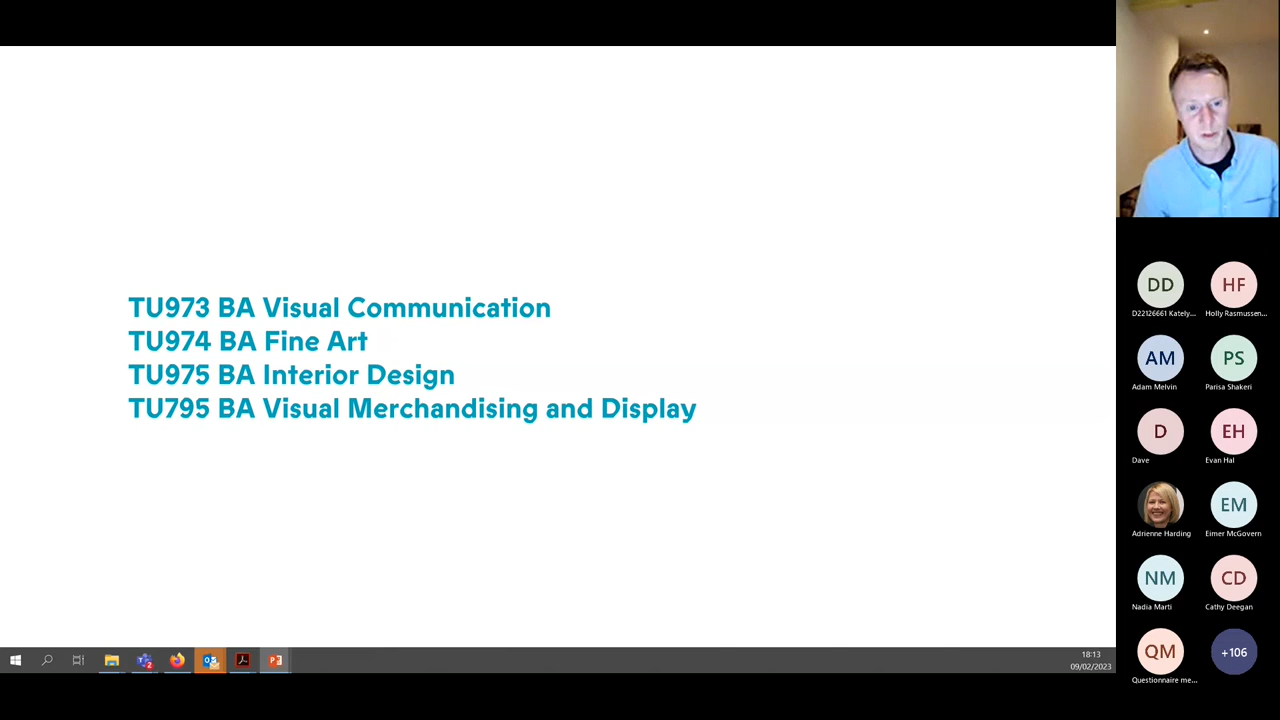 TU973 BA Visual Communication
TU974 BA Fine Art
TU975 BA Interior Design
TU795 BA Visual Merchandising and Display
DD
HF
D22126661 Kately...
Holly Rasmussen...
AM
PS
Adam Melvin
Parisa Shakeri
D
EH
Dave
Evan Hal
EM
Adrienne Harding
Eimer McGovern
NM
CD
Nadia Marti
Cathy Deegan
QM
+106
Questionnaire me...
18:13
09/02/2023